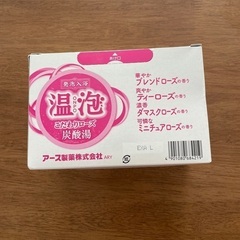 発泡入浴
温泡
ONPO
こだわりローズ
炭酸湯
華やか
ブレンドローズの香り
爽やか
ティーローズの香り
濃香
ダマスクローズの香り
可憐な
ミニチュアローズの香り
アース製薬株式会社